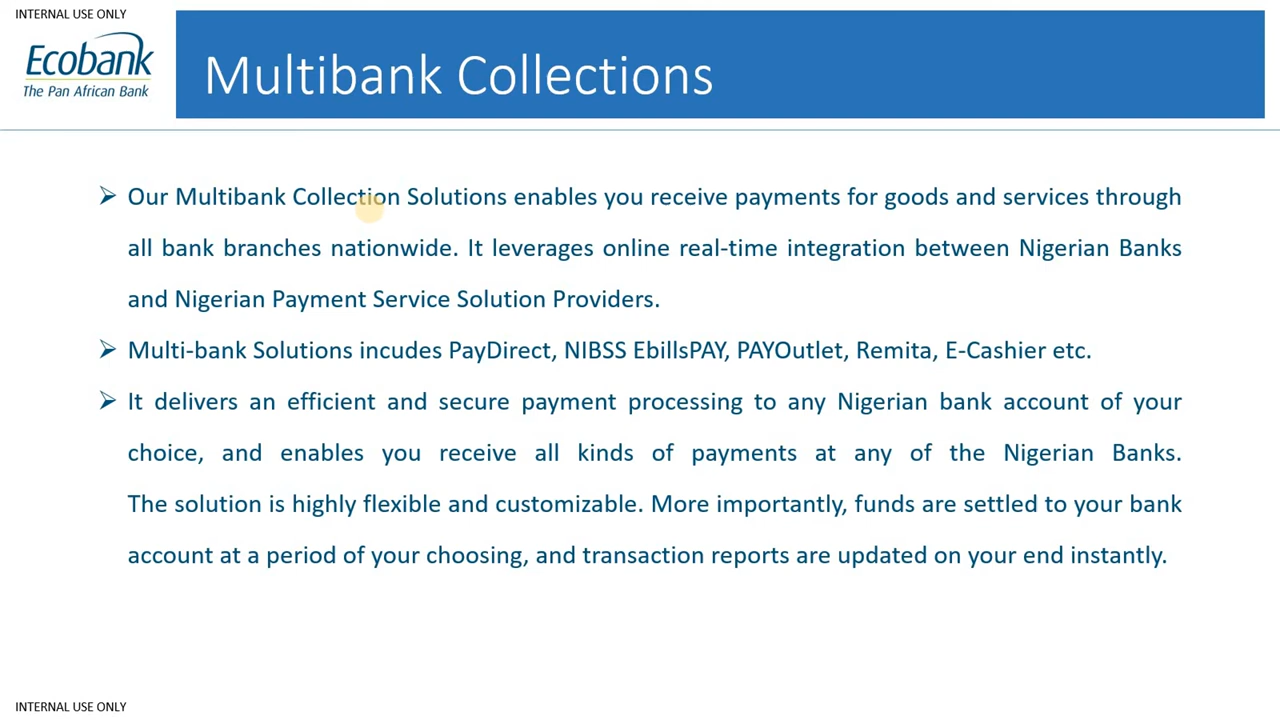 INTERNAL USE ONLY
Ecobank
The Pan African Bank
Multibank Collections
Our Multibank Collection Solutions enables you receive payments for goods and services through
all bank branches nationwide. It leverages online real-time integration between Nigerian Banks
and Nigerian Payment Service Solution Providers.
Multi-bank Solutions incudes PayDirect, NIBSS EbillsPAY, PAYOutlet, Remita, E-Cashier etc.
It delivers an efficient and secure payment processing to any Nigerian bank account of your
choice, and enables you receive all kinds of payments at any of the Nigerian Banks.
The solution is highly flexible and customizable. More importantly, funds are settled to your bank
account at a period of your choosing, and transaction reports are updated on your end instantly.
INTERNAL USE ONLY